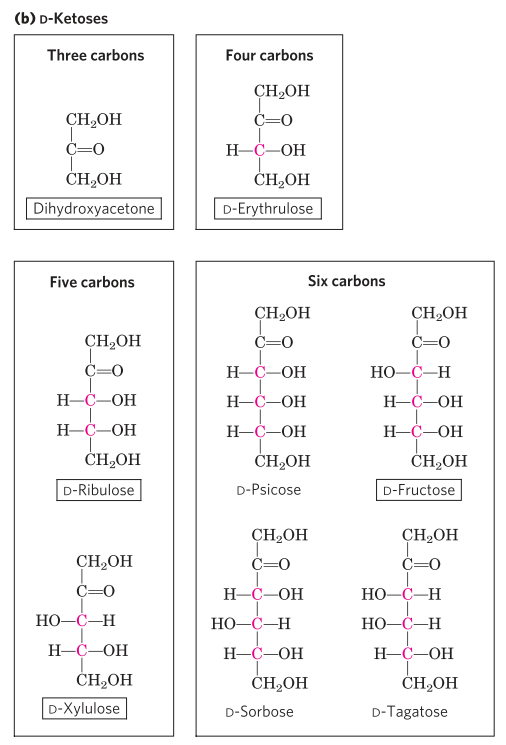 (b) D-Ketoses
Three carbons
CH₂OH
C=O
CH₂OH
Dihydroxyacetone
Four carbons
CH₂OH
C=O
H—C—OH
CH₂OH
D-Erythrulose
Five carbons
CH₂OH
C=O
H—C—OH
H—C—OH
CH₂OH
D-Ribulose
CH₂OH
C=O
HO—C—H
H—C—OH
CH₂OH
D-Xylulose
Six carbons
CH₂OH
C=O
H—C—OH
H—C—OH
H—C—OH
CH₂OH
D-Psicose
CH₂OH
C=O
HO—C—H
H—C—OH
H—C—OH
CH₂OH
D-Fructose
CH₂OH
C=O
H—C—OH
HO—C—H
H—C—OH
CH₂OH
D-Sorbose
CH₂OH
C=O
HO—C—H
HO—C—H
H—C—OH
CH₂OH
D-Tagatose